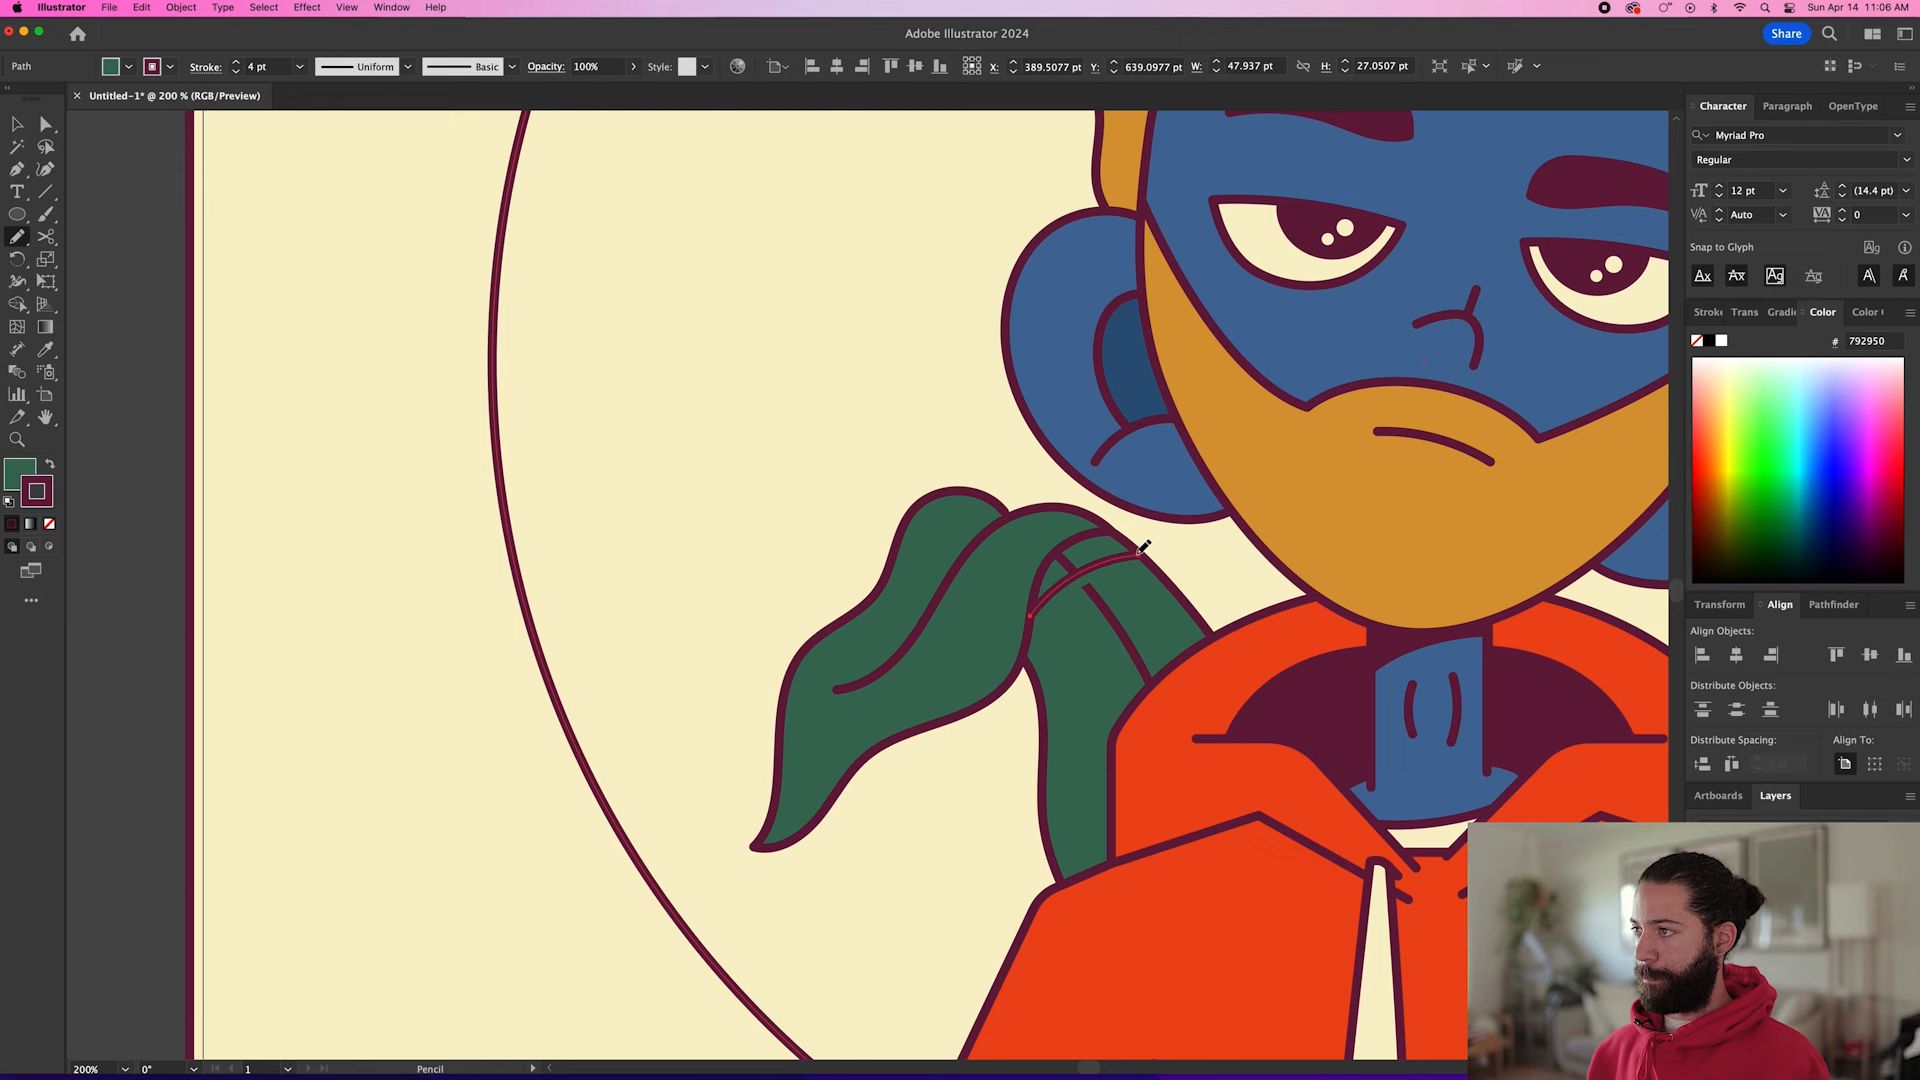 Illustrator File Edit Object Type Select Effect View Window Help
Sun Apr 14 11:06 AM
Adobe Illustrator 2024
Share
Path
Stroke: 4 pt
Uniform
Basic
Opacity: 100%
Style:
X: 389.5077 pt
Y: 639.0977 pt
W: 47.937 pt
H: 27.0507 pt
Untitled-1* @ 200 % (RGB/Preview)
Character Paragraph OpenType
Myriad Pro
Regular
12 pt
(14.4 pt)
Auto
0
Snap to Glyph
Stroke Trans Gradie Color Color
# 792950
Transform Align Pathfinder
Align Objects:
Distribute Objects:
Distribute Spacing:
Align To:
Artboards Layers
200%
0°
1
Pencil